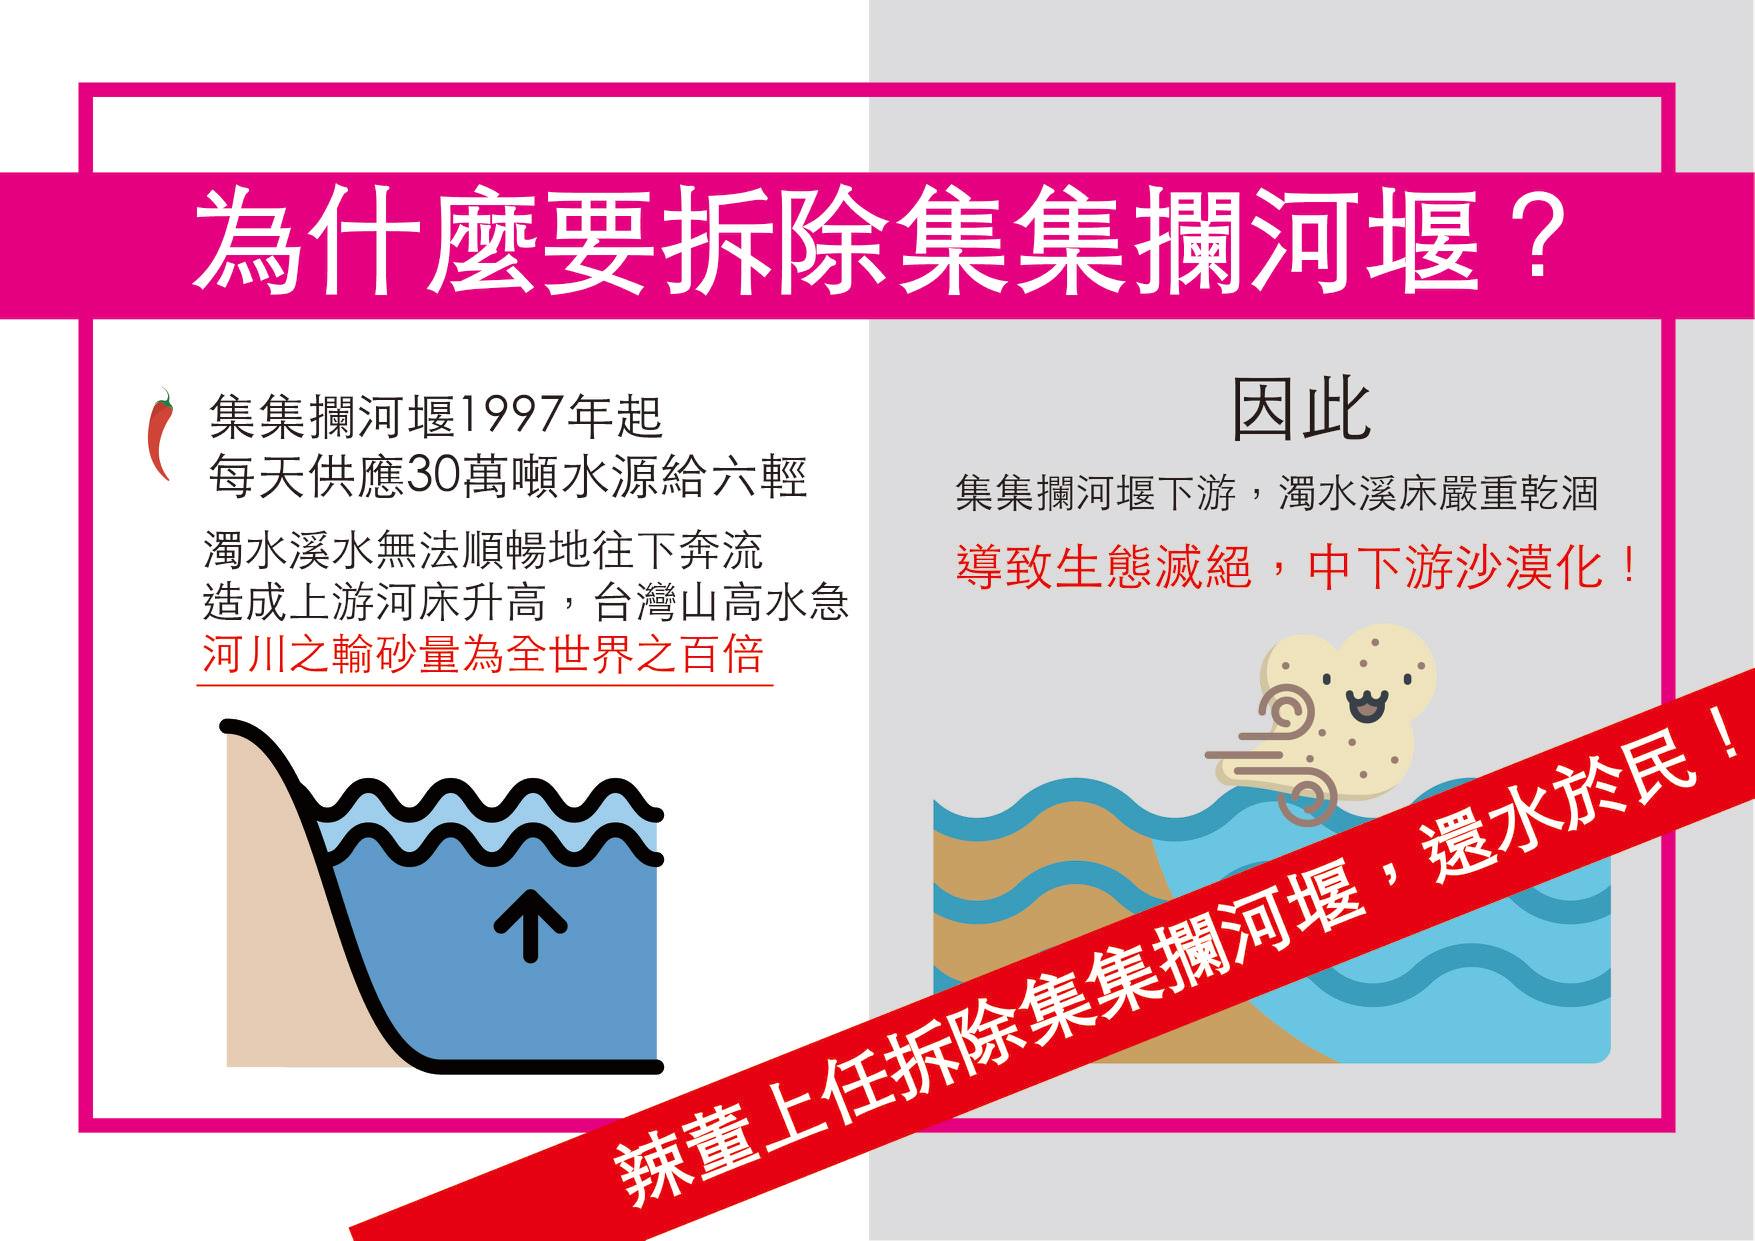 為什麼要拆除集集攔河堰？
集集攔河堰1997年起
每天供應30萬噸水源給六輕
濁水溪水無法順暢地往下奔流
造成上游河床升高，台灣山高水急
河川之輸砂量為全世界之百倍
因此
集集攔河堰下游，濁水溪床嚴重乾涸
導致生態滅絕，中下游沙漠化！
辣董上任拆除集集攔河堰，還水於民！